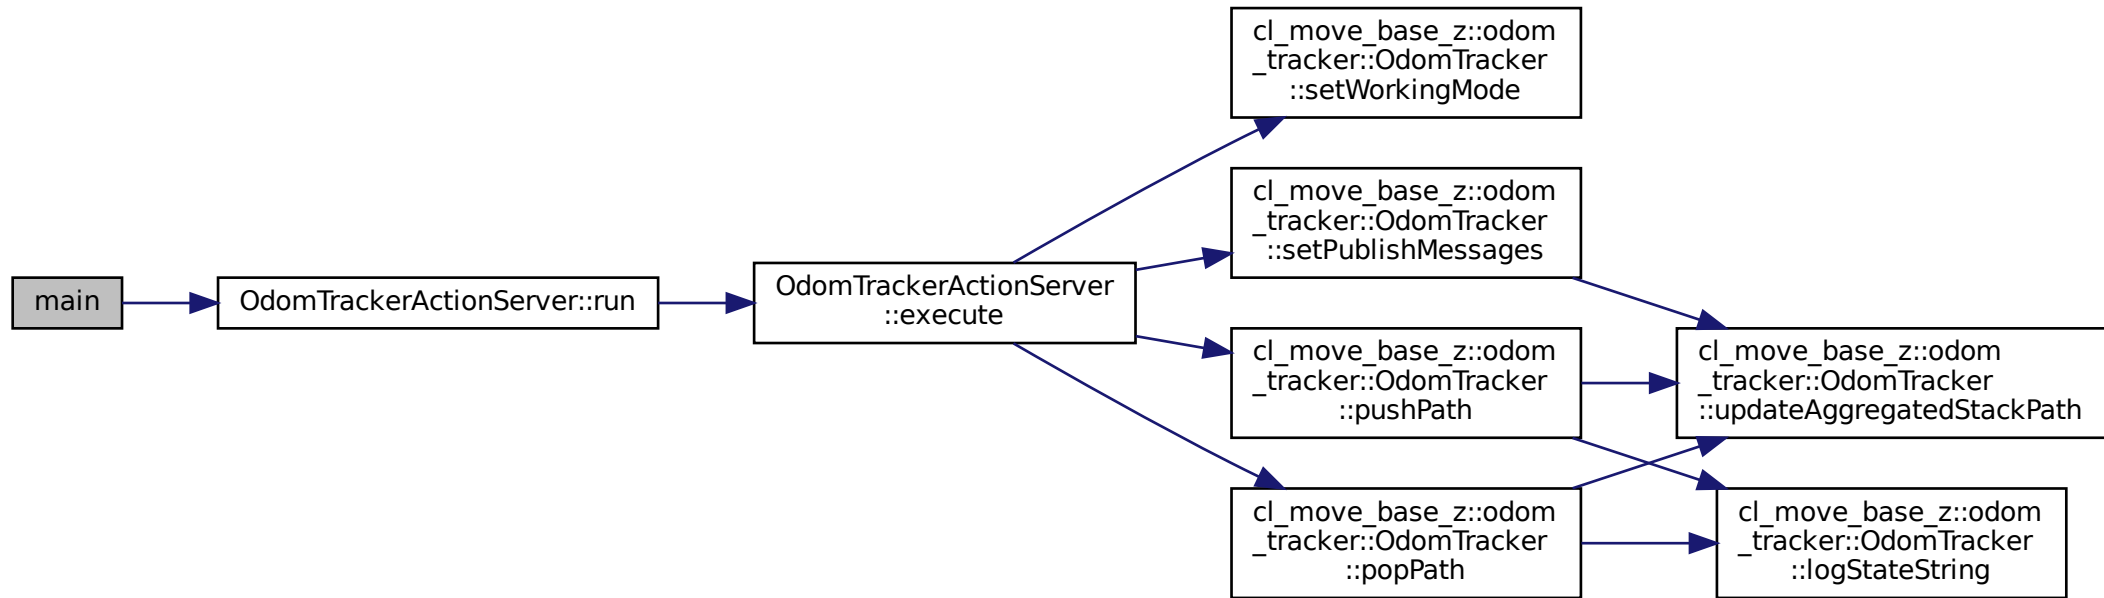 main
OdomTrackerActionServer::run
OdomTrackerActionServer
::execute
cl_move_base_z::odom
_tracker::OdomTracker
::setWorkingMode
cl_move_base_z::odom
_tracker::OdomTracker
::setPublishMessages
cl_move_base_z::odom
_tracker::OdomTracker
::pushPath
cl_move_base_z::odom
_tracker::OdomTracker
::popPath
cl_move_base_z::odom
_tracker::OdomTracker
::updateAggregatedStackPath
cl_move_base_z::odom
_tracker::OdomTracker
::logStateString